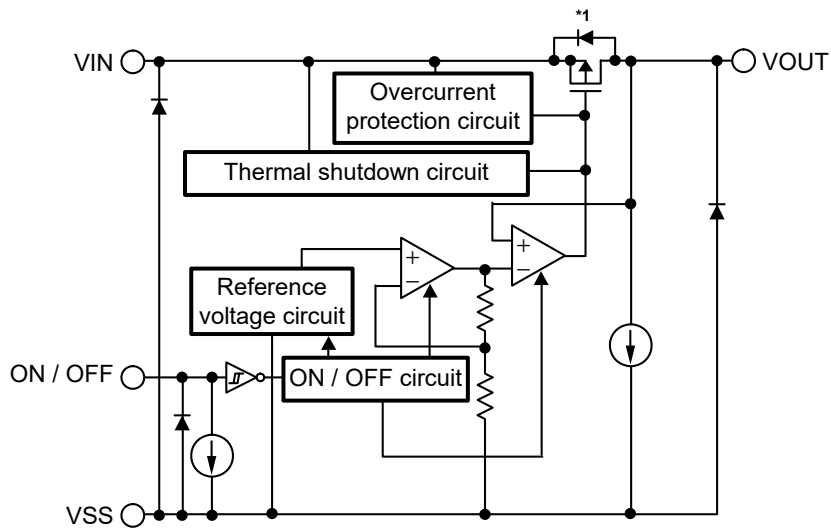 *1
VIN
VOUT
Overcurrent
protection circuit
Thermal shutdown circuit
+
−
+
−
Reference
voltage circuit
ON / OFF
ON / OFF circuit
VSS